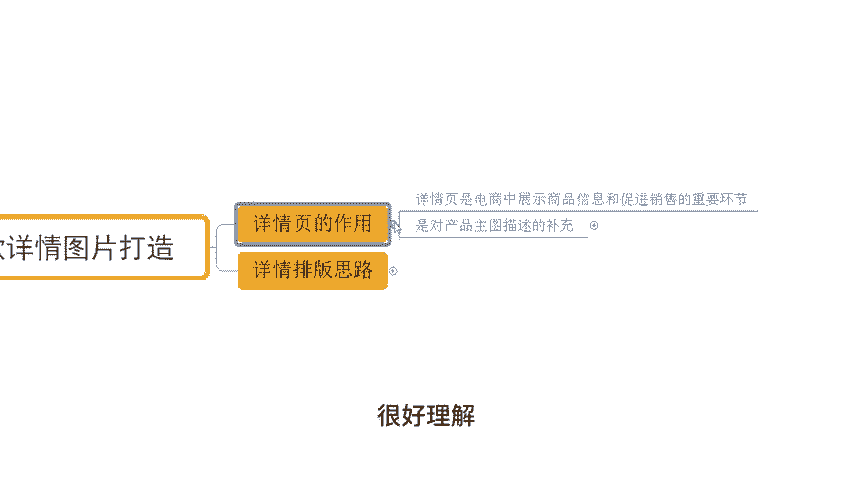 详情页是电商中展示商品信息和促进销售的重要环节
详情页的作用
是对产品主图描述的补充
款详情图片打造
详情排版思路
很好理解